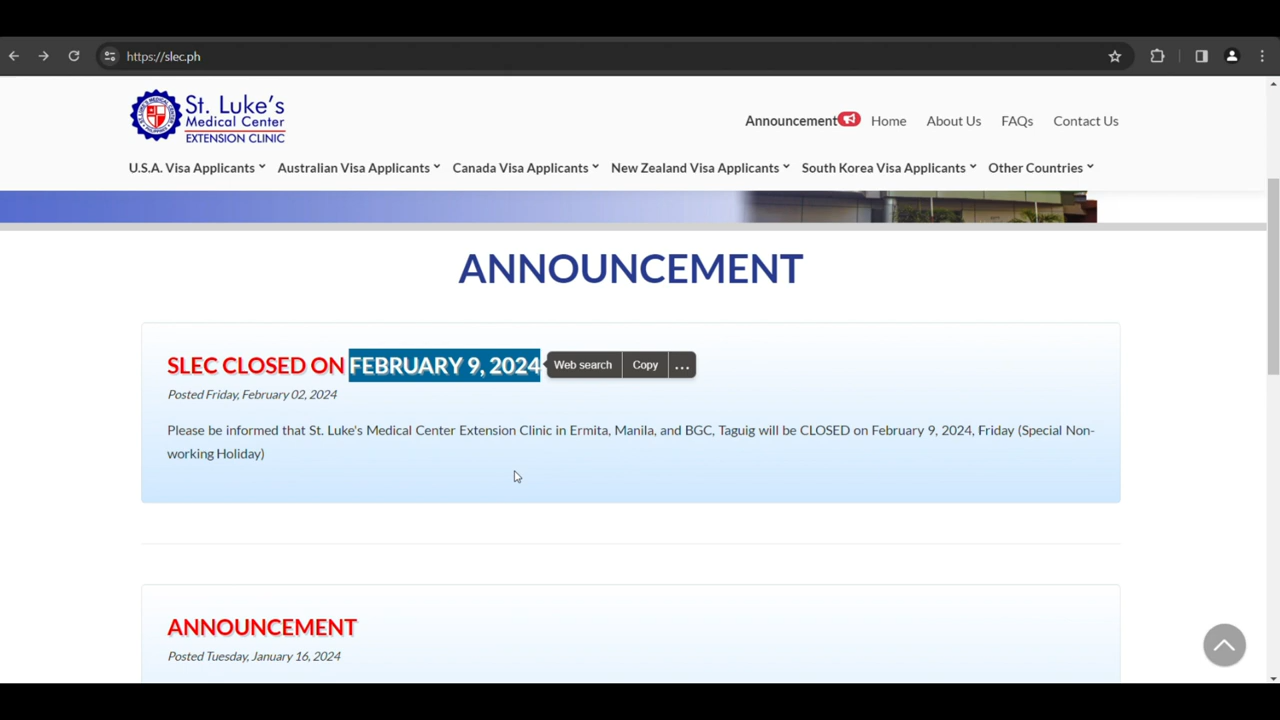 https://slec.ph
St. Luke's
Medical Center
EXTENSION CLINIC
Announcement Home About Us FAQs Contact Us
U.S.A. Visa Applicants Australian Visa Applicants Canada Visa Applicants New Zealand Visa Applicants South Korea Visa Applicants Other Countries
ANNOUNCEMENT
SLEC CLOSED ON FEBRUARY 9, 2024 Web search Copy ...
Posted Friday, February 02, 2024
Please be informed that St. Luke's Medical Center Extension Clinic in Ermita, Manila, and BGC, Taguig will be CLOSED on February 9, 2024, Friday (Special Non-
working Holiday)
ANNOUNCEMENT
Posted Tuesday, January 16, 2024